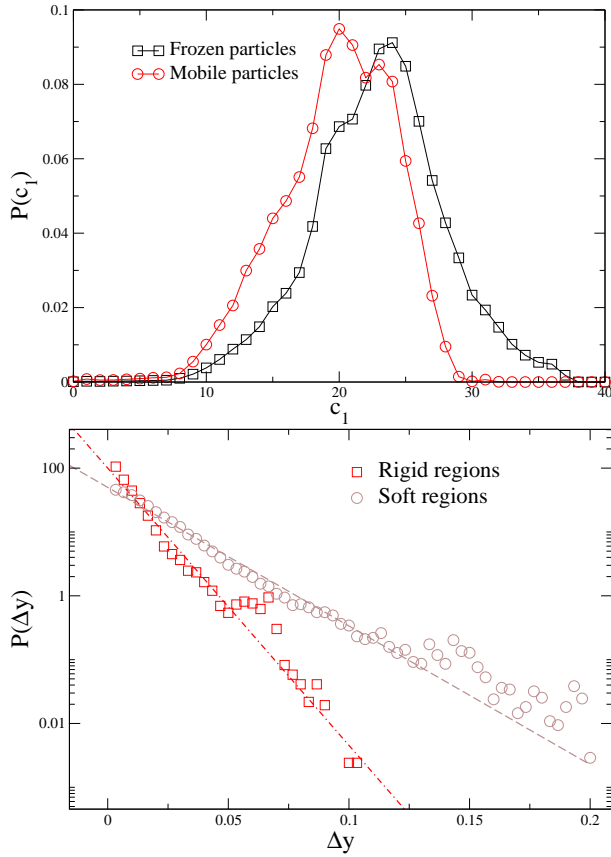 0.1
0.08
0.06
0.04
0.02
0
P(c₁)
Frozen particles
Mobile particles
0 10 20 30 40
c₁
100
1
0.01
P(Δy)
Rigid regions
Soft regions
0 0.05 0.1 0.15 0.2
Δy